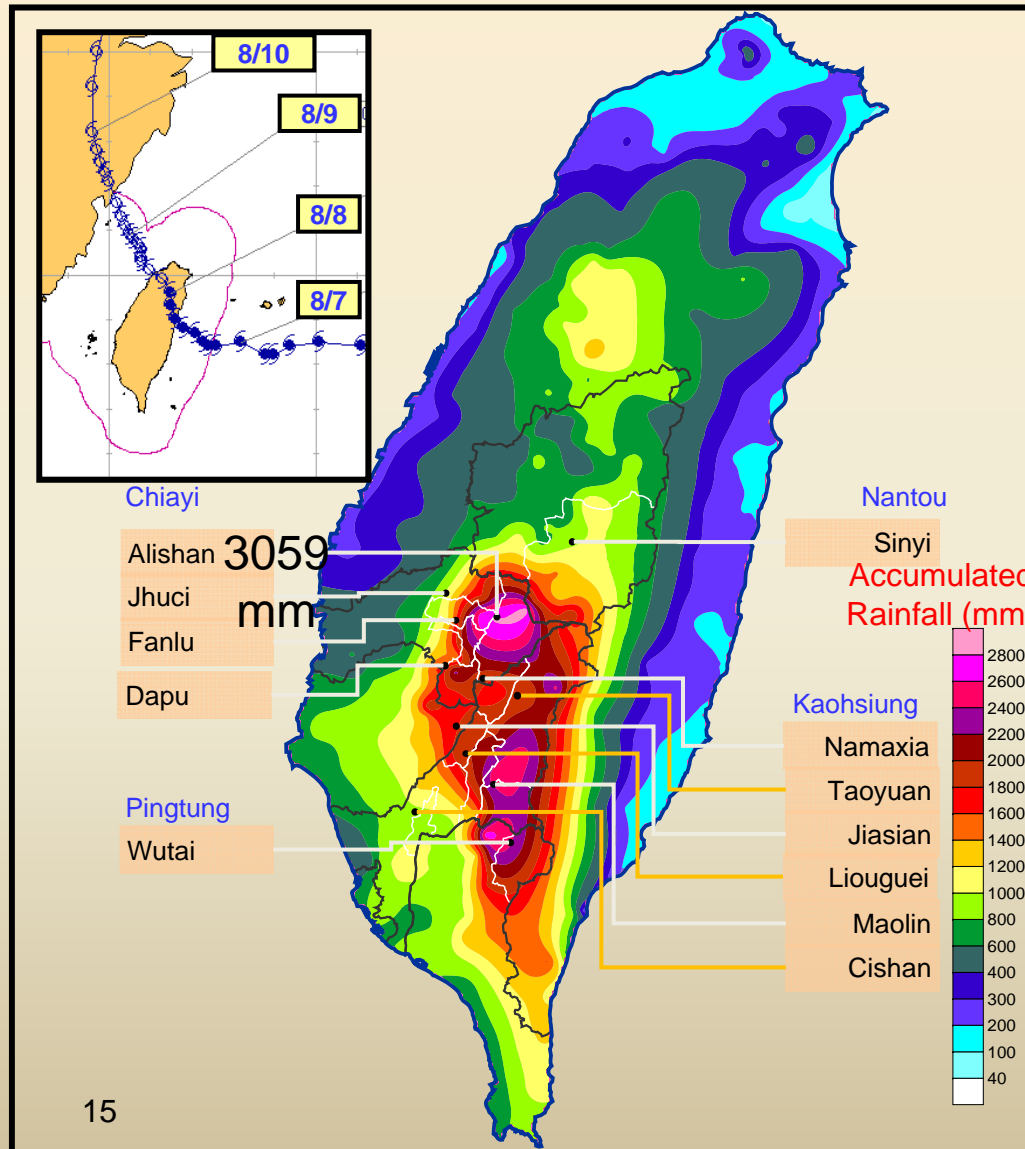 8/10
8/9
8/8
8/7
Chiayi
Alishan 3059
Jhuci mm
Fanlu
Dapu
Pingtung
Wutai
Nantou
Sinyi
Accumulated
Rainfall (mm
Kaohsiung
Namaxia
Taoyuan
Jiasian
Liouguei
Maolin
Cishan
2800
2600
2400
2200
2000
1800
1600
1400
1200
1000
800
600
400
300
200
100
40
15